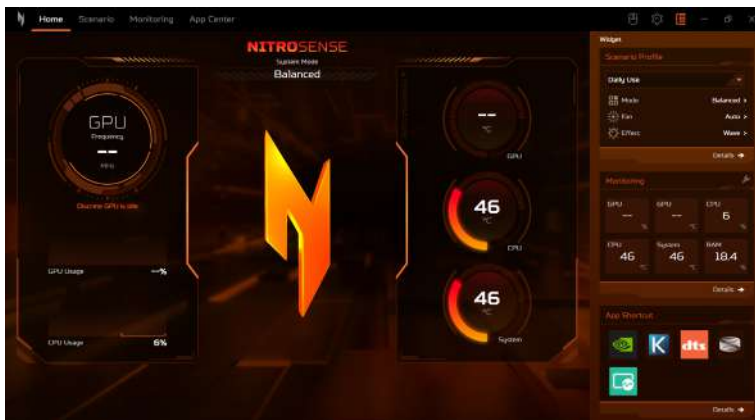 Home Scenario Monitoring App Center
NITROSENSE
System Mode
Balanced
GPU
Frequency
--
MHz
Discrete GPU is idle
GPU Usage --%
CPU Usage 6%
--
°C
GPU
46
°C
CPU
46
°C
System
Widget
Scenario Profile
Daily Use
Mode Balanced >
Fan Auto >
Effect Wave >
Details →
Monitoring
GPU GPU CPU
-- -- 6
% °C %
CPU System RAM
46 46 18.4
°C °C %
Details →
App Shortcut
K dts
Details →